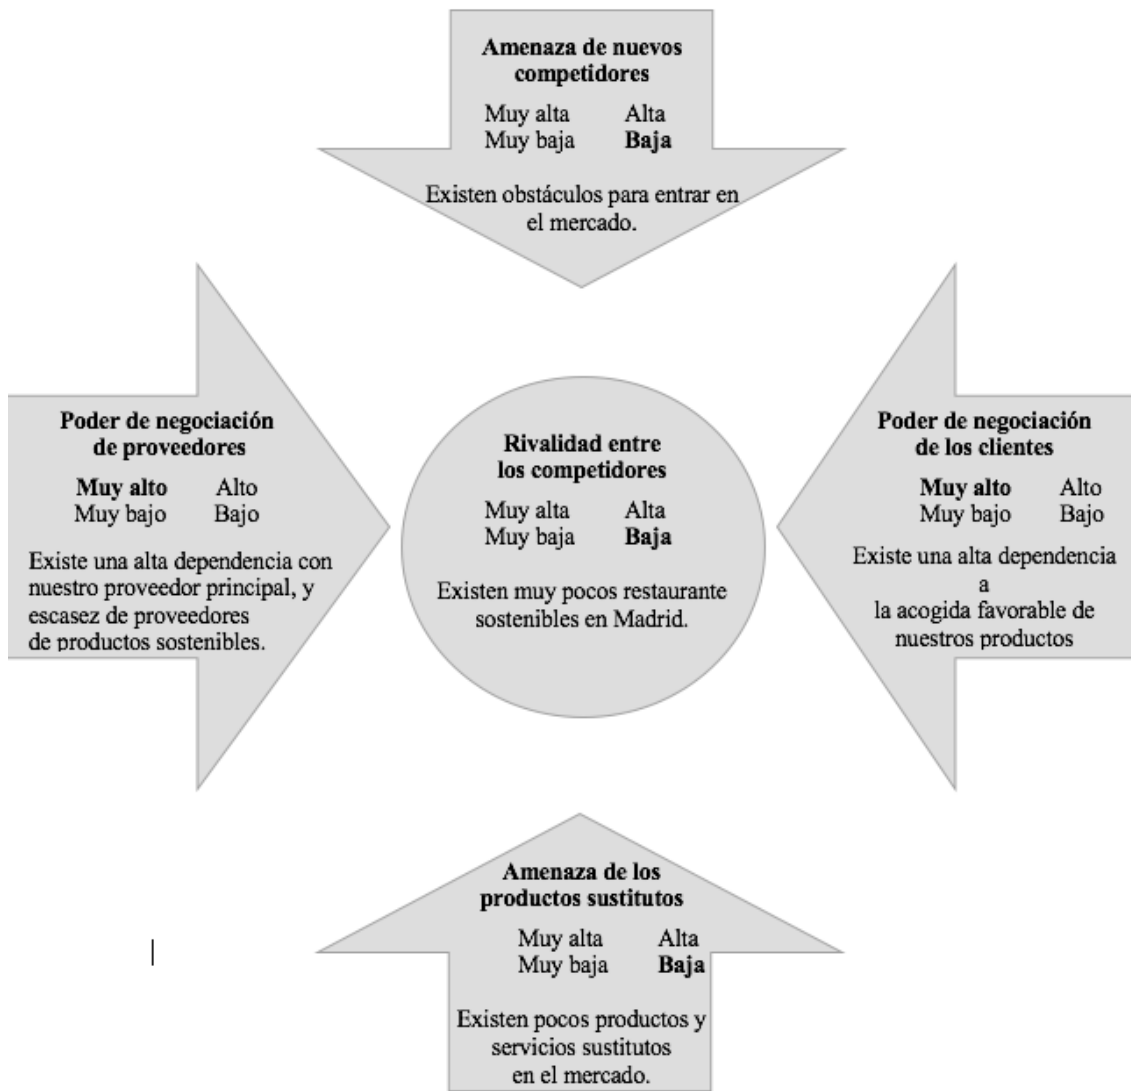 Amenaza de nuevos
competidores
Muy alta Alta
Muy baja Baja
Existen obstáculos para entrar en
el mercado.
Poder de negociación
de proveedores
Muy alto Alto
Muy bajo Bajo
Existe una alta dependencia con
nuestro proveedor principal, y
escasez de proveedores
de productos sostenibles.
Rivalidad entre
los competidores
Muy alta Alta
Muy baja Baja
Existen muy pocos restaurante
sostenibles en Madrid.
Poder de negociación
de los clientes
Muy alto Alto
Muy bajo Bajo
Existe una alta dependencia
a
la acogida favorable de
nuestros productos
Amenaza de los
productos sustitutos
Muy alta Alta
Muy baja Baja
Existen pocos productos y
servicios sustitutos
en el mercado.